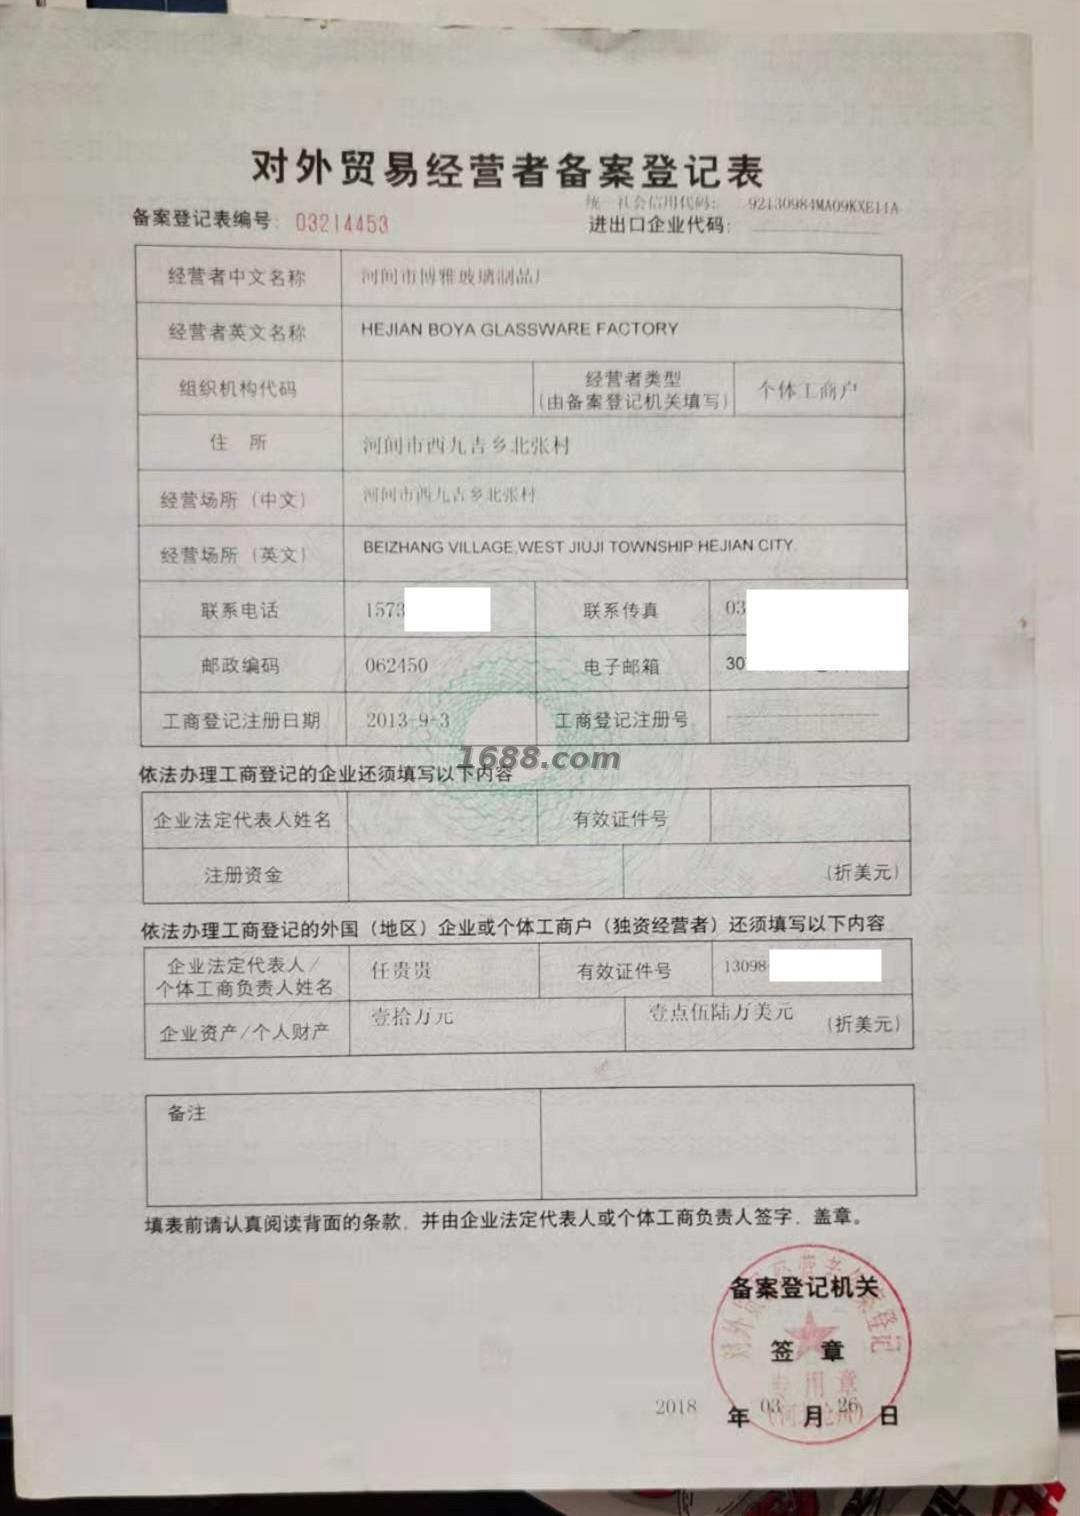 对外贸易经营者备案登记表
统一社会信用代码: 92130984MA09KXE11A
备案登记表编号: 03214453 进出口企业代码:
经营者中文名称 河间市博雅玻璃制品厂
经营者英文名称 HEJIAN BOYA GLASSWARE FACTORY
组织机构代码 经营者类型 (由备案登记机关填写) 个体工商户
住 所 河间市西九吉乡北张村
经营场所（中文） 河间市西九吉乡北张村
经营场所（英文） BEIZHANG VILLAGE,WEST JIUJI TOWNSHIP HEJIAN CITY.
联系电话 1573 联系传真 03
邮政编码 062450 电子邮箱 30
工商登记注册日期 2013-9-3 工商登记注册号
1688.com
依法办理工商登记的企业还须填写以下内容
企业法定代表人姓名 有效证件号
注册资金 (折美元)
依法办理工商登记的外国（地区）企业或个体工商户（独资经营者）还须填写以下内容
企业法定代表人/个体工商负责人姓名 任贵贵 有效证件号 13098
企业资产/个人财产 壹拾万元 壹点伍陆万美元 (折美元)
备注
填表前请认真阅读背面的条款，并由企业法定代表人或个体工商负责人签字、盖章。
备案登记机关
签 章
专用章
2018 年 03 月 26 日